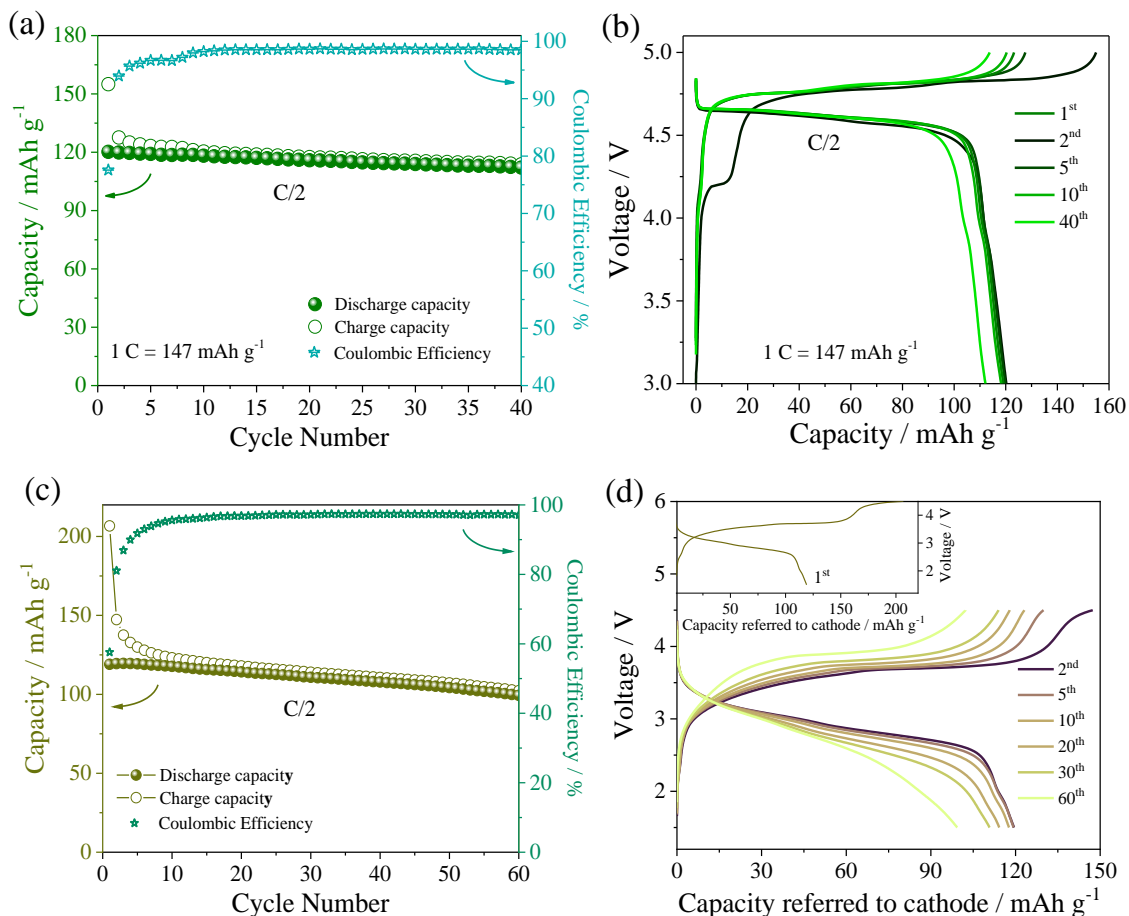 (a)
180
150
120
90
60
30
0
Capacity / mAh g-1
100
90
80
70
60
50
40
Coulombic Efficiency / %
C/2
Discharge capacity
Charge capacity
Coulombic Efficiency
1 C = 147 mAh g-1
0 5 10 15 20 25 30 35 40
Cycle Number
(b)
5.0
4.5
4.0
3.5
3.0
Voltage / V
C/2
1st
2nd
5th
10th
40th
1 C = 147 mAh g-1
0 20 40 60 80 100 120 140 160
Capacity / mAh g-1
(c)
200
150
100
50
0
Capacity / mAh g-1
100
80
60
40
20
0
Coulombic Efficiency / %
C/2
Discharge capacity
Charge capacity
Coulombic Efficiency
0 10 20 30 40 50 60
Cycle Number
(d)
6
5
4
3
2
Voltage / V
4
3
2
Voltage / V
1st
50 100 150 200
Capacity referred to cathode / mAh g-1
2nd
5th
10th
20th
30th
60th
0 30 60 90 120 150
Capacity referred to cathode / mAh g-1